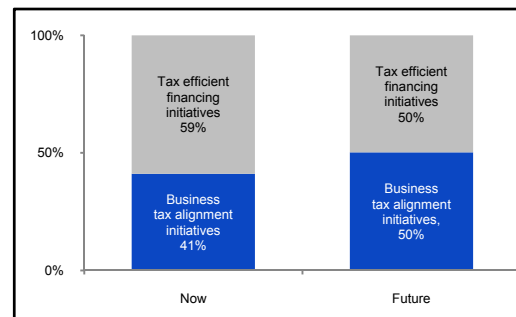 100%
Tax efficient
financing
initiatives
59%
Tax efficient
financing
initiatives
50%
50%
Business
tax alignment
initiatives
41%
Business
tax alignment
initiatives,
50%
0%
Now
Future